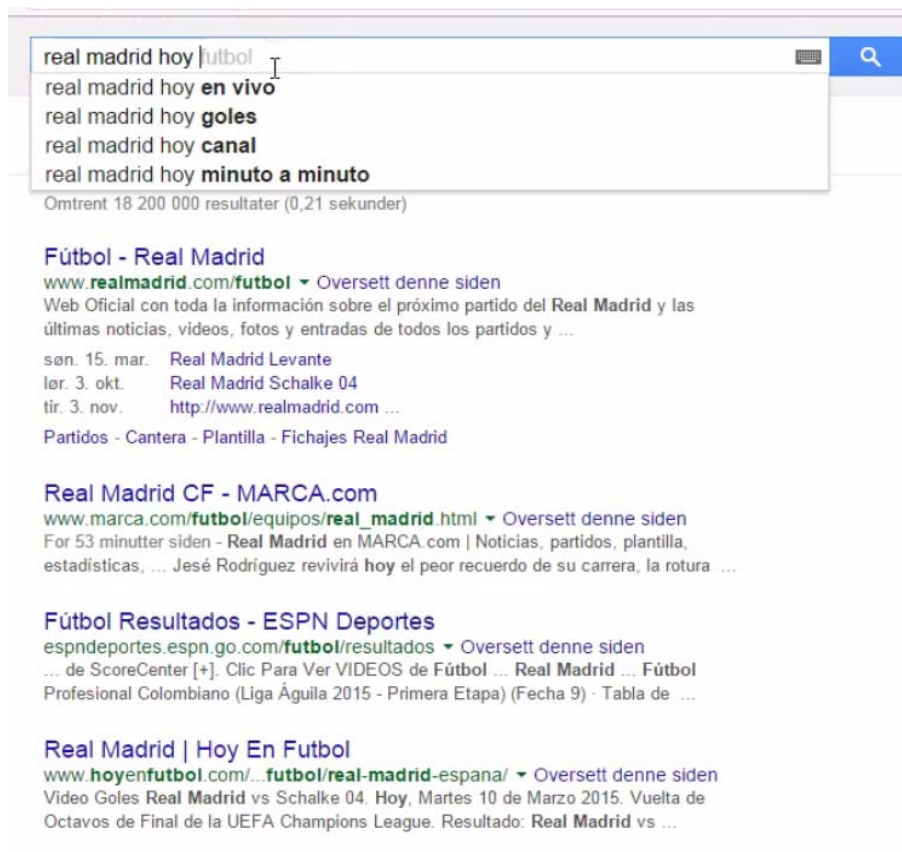 real madrid hoy futbol
real madrid hoy en vivo
real madrid hoy goles
real madrid hoy canal
real madrid hoy minuto a minuto
Omtrent 18 200 000 resultater (0,21 sekunder)
Fútbol - Real Madrid
www.realmadrid.com/futbol ▾ Oversett denne siden
Web Oficial con toda la información sobre el próximo partido del Real Madrid y las
últimas noticias, videos, fotos y entradas de todos los partidos y ...
søn. 15. mar. Real Madrid Levante
lør. 3. okt. Real Madrid Schalke 04
tir. 3. nov. http://www.realmadrid.com ...
Partidos - Cantera - Plantilla - Fichajes Real Madrid
Real Madrid CF - MARCA.com
www.marca.com/futbol/equipos/real_madrid.html ▾ Oversett denne siden
For 53 minutter siden - Real Madrid en MARCA.com | Noticias, partidos, plantilla,
estadísticas, ... Jesé Rodríguez revivirá hoy el peor recuerdo de su carrera, la rotura ...
Fútbol Resultados - ESPN Deportes
espndeportes.espn.go.com/futbol/resultados ▾ Oversett denne siden
... de ScoreCenter [+]. Clic Para Ver VIDEOS de Fútbol ... Real Madrid ... Fútbol
Profesional Colombiano (Liga Águila 2015 - Primera Etapa) (Fecha 9) · Tabla de ...
Real Madrid | Hoy En Futbol
www.hoyenfutbol.com/...futbol/real-madrid-espana/ ▾ Oversett denne siden
Video Goles Real Madrid vs Schalke 04. Hoy, Martes 10 de Marzo 2015. Vuelta de
Octavos de Final de la UEFA Champions League. Resultado: Real Madrid vs ...